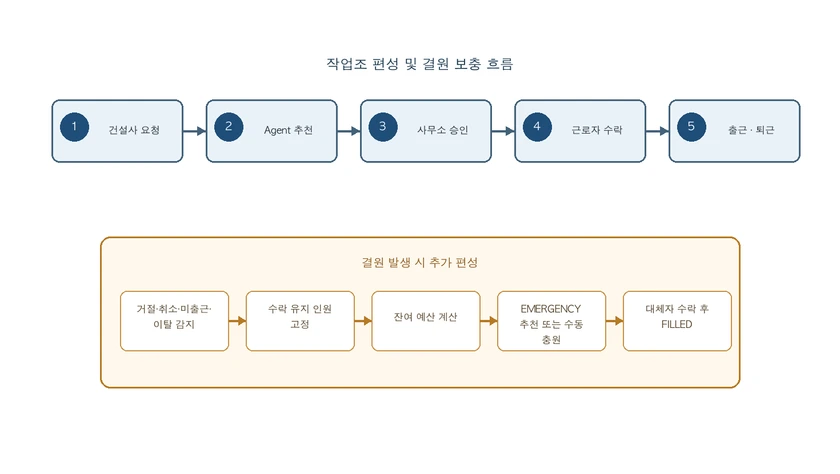 작업조 편성 및 결원 보충 흐름
1 건설사 요청
2 Agent 추천
3 사무소 승인
4 근로자 수락
5 출근 · 퇴근
결원 발생 시 추가 편성
거절·취소·미출근·
이탈 감지
수락 유지 인원
고정
잔여 예산 계산
EMERGENCY
추천 또는 수동
충원
대체자 수락 후
FILLED